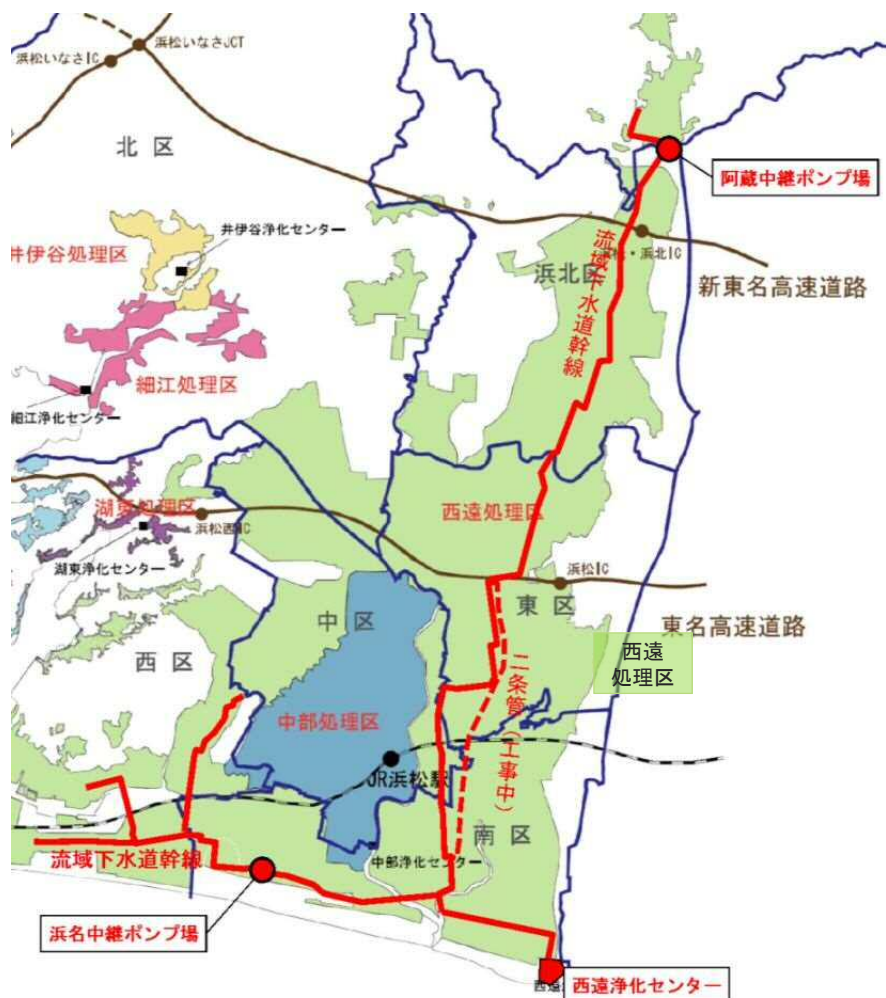 浜松いなさJCT
浜松いなさIC
北 区
阿蔵中継ポンプ場
井伊谷浄化センター
井伊谷処理区
浜北区
流域下水道幹線
浜松・浜北IC
新東名高速道路
細江処理区
細江浄化センター
湖東処理区
浜松西IC
西遠処理区
湖東浄化センター
浜松IC
東区
東名高速道路
中区
西遠
処理区
西区
二条管(工事中)
中部処理区
JR浜松駅
南区
流域下水道幹線
中部浄化センター
浜名中継ポンプ場
西遠浄化センター